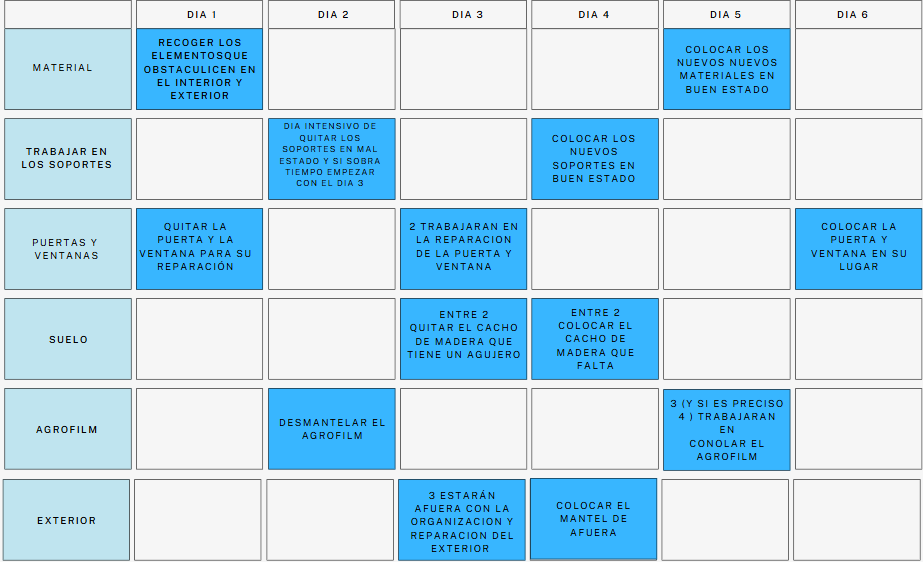 DIA 1
DIA 2
DIA 3
DIA 4
DIA 5
DIA 6
MATERIAL
RECOGER LOS
ELEMENTOSQUE
OBSTACULICEN EN
EL INTERIOR Y
EXTERIOR
COLOCAR LOS
NUEVOS NUEVOS
MATERIALES EN
BUEN ESTADO
TRABAJAR EN
LOS SOPORTES
DIA INTENSIVO DE
QUITAR LOS
SOPORTES EN MAL
ESTADO Y SI SOBRA
TIEMPO EMPEZAR
CON EL DIA 3
COLOCAR LOS
NUEVOS
SOPORTES EN
BUEN ESTADO
PUERTAS Y
VENTANAS
QUITAR LA
PUERTA Y LA
VENTANA PARA SU
REPARACIÓN
2 TRABAJARAN EN
LA REPARACION
DE LA PUERTA Y
VENTANA
COLOCAR LA
PUERTA Y
VENTANA EN SU
LUGAR
SUELO
ENTRE 2
QUITAR EL CACHO
DE MADERA QUE
TIENE UN AGUJERO
ENTRE 2
COLOCAR EL
CACHO DE
MADERA QUE
FALTA
AGROFILM
DESMANTELAR EL
AGROFILM
3 (Y SI ES PRECISO
4 ) TRABAJARAN
EN
CONOLAR EL
AGROFILM
EXTERIOR
3 ESTARÁN
AFUERA CON LA
ORGANIZACION Y
REPARACION DEL
EXTERIOR
COLOCAR EL
MANTEL DE
AFUERA